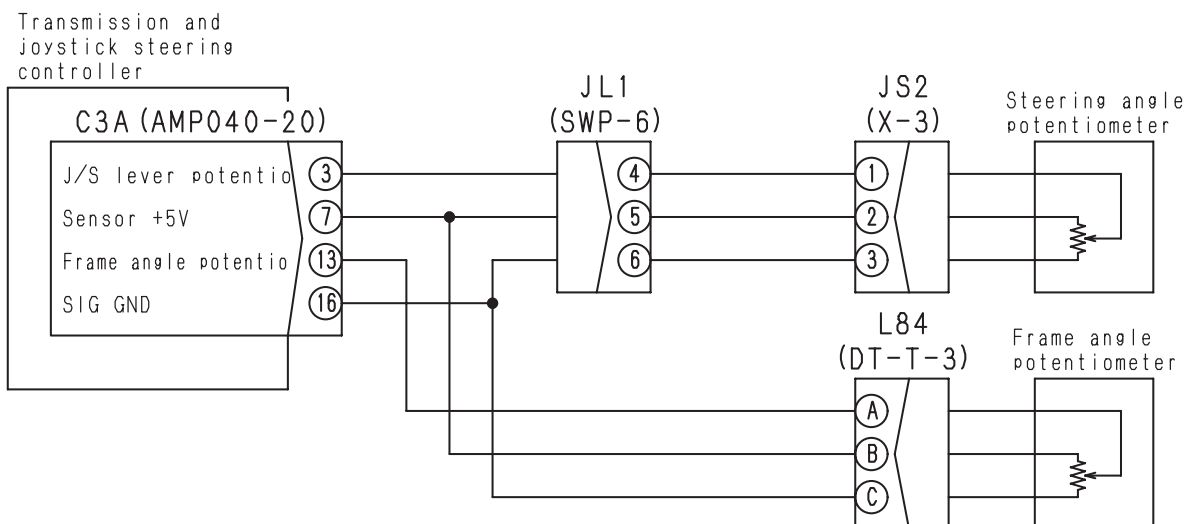 Transmission and
joystick steering
controller
C3A (AMP040-20)
J/S lever potentio
3
Sensor +5V
7
Frame angle potentio
13
SIG GND
16
JL1
(SWP-6)
4
5
6
JS2
(X-3)
1
2
3
Steering angle
potentiometer
L84
(DT-T-3)
A
B
C
Frame angle
potentiometer